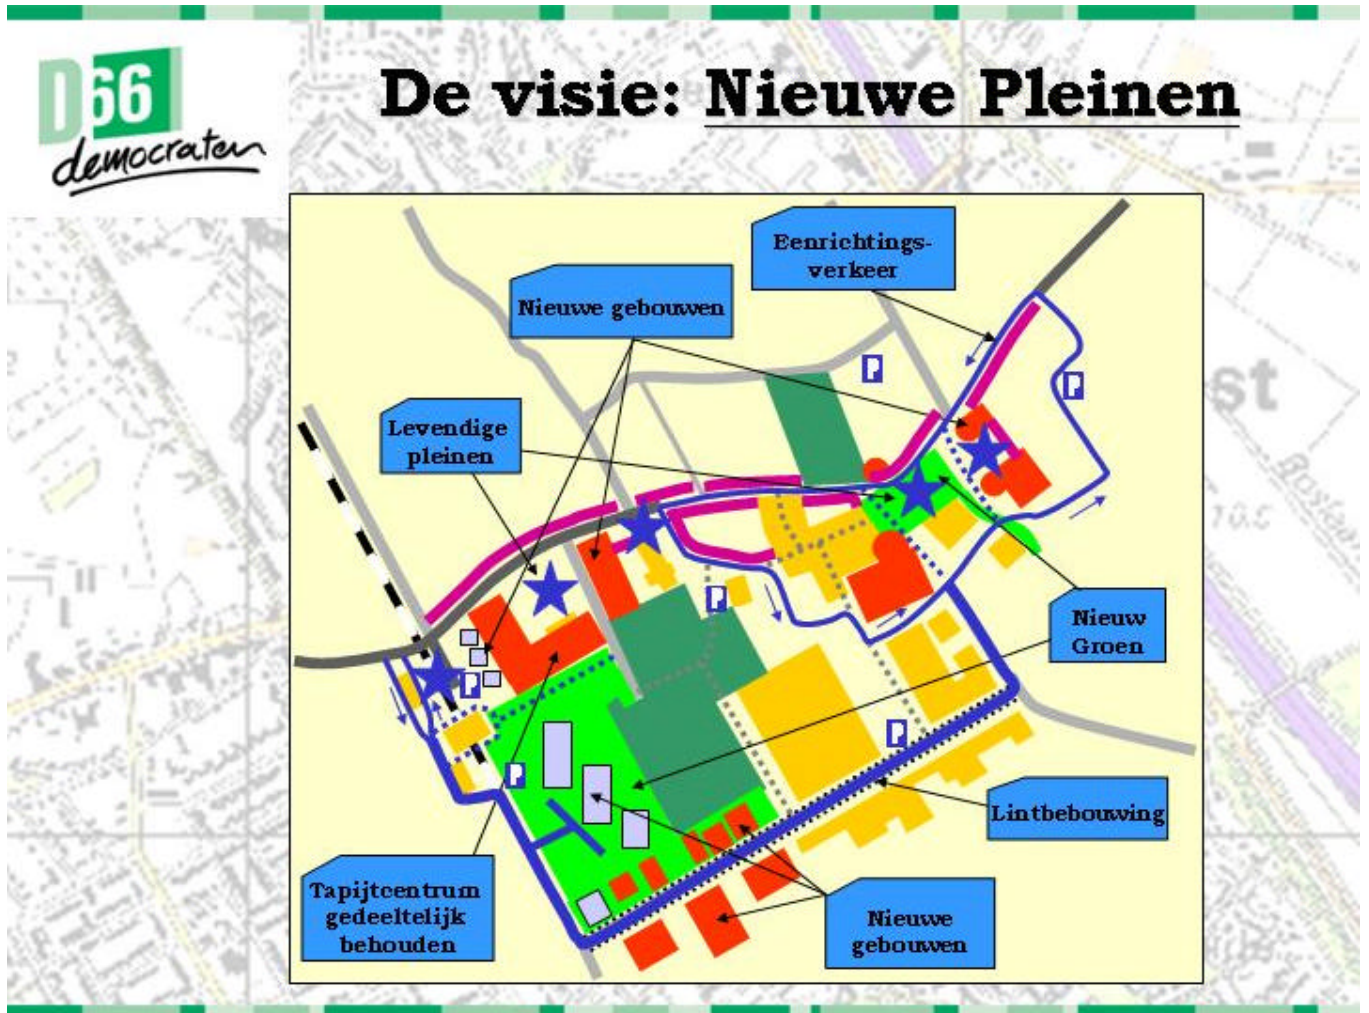 D66
democraten
De visie: Nieuwe Pleinen
Eenrichtings-
verkeer
Nieuwe gebouwen
Levendige
pleinen
P
P
P
P
P
P
Nieuw
Groen
Lintbebouwing
Tapijtcentrum
gedeeltelijk
behouden
Nieuwe
gebouwen
st